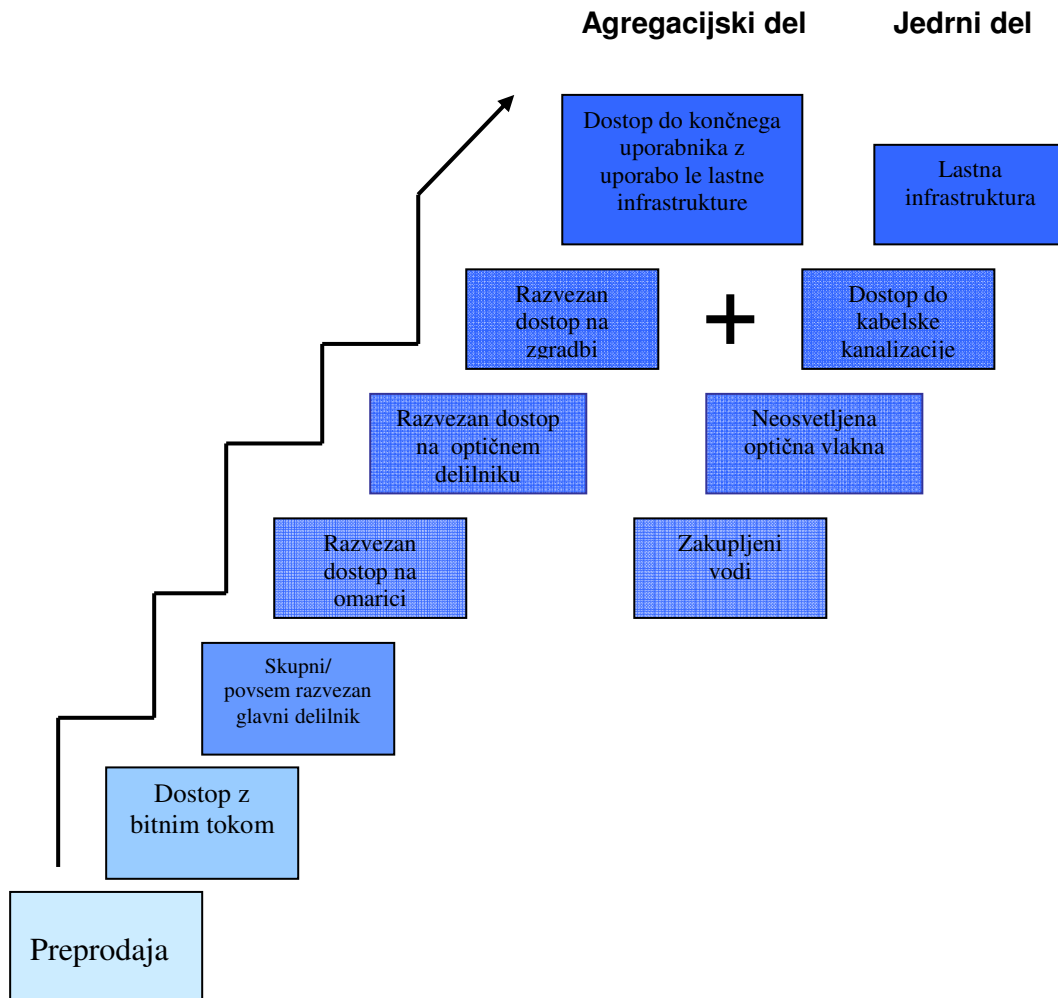 Agregacijski del
Jedrni del
Dostop do končnega
uporabnika z
uporabo le lastne
infrastrukture
Lastna
infrastruktura
Razvezan
dostop na
zgradbi
+
Dostop do
kabelske
kanalizacije
Razvezan dostop
na optičnem
delilniku
Neosvetljena
optična vlakna
Razvezan
dostop na
omarici
Zakupljeni
vodi
Skupni/
povsem razvezan
glavni delilnik
Dostop z
bitnim tokom
Preprodaja